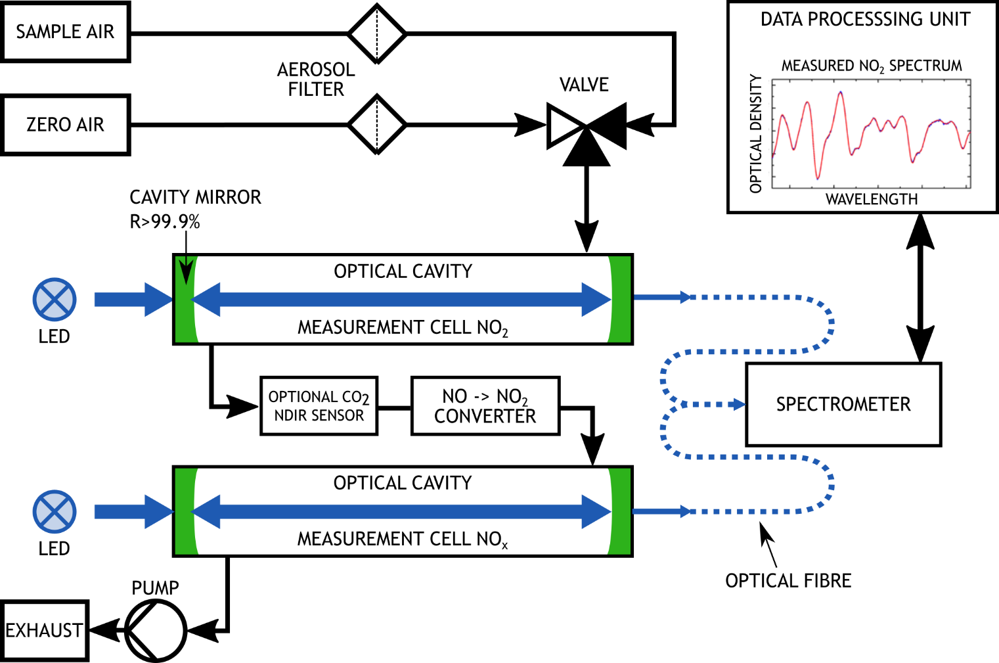 SAMPLE AIR
AEROSOL
FILTER
ZERO AIR
VALVE
DATA PROCESSSING UNIT
MEASURED NO₂ SPECTRUM
OPTICAL DENSITY
WAVELENGTH
CAVITY MIRROR
R>99.9%
LED
OPTICAL CAVITY
MEASUREMENT CELL NO₂
OPTIONAL CO₂
NDIR SENSOR
NO -> NO₂
CONVERTER
SPECTROMETER
LED
OPTICAL CAVITY
MEASUREMENT CELL NOₓ
OPTICAL FIBRE
PUMP
EXHAUST